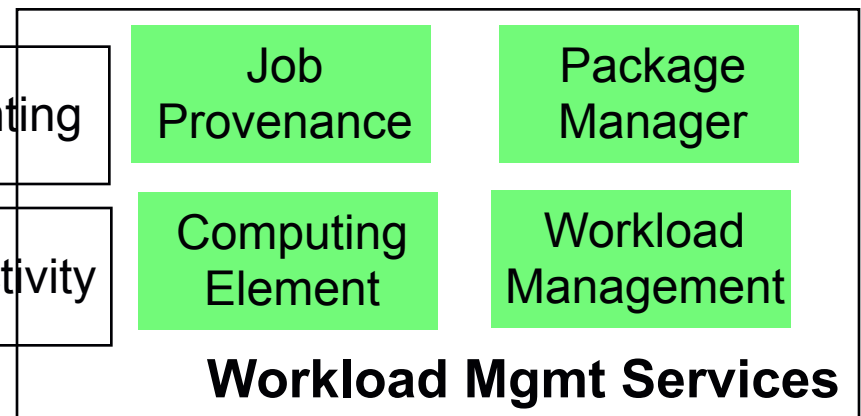 Job
Provenance
Package
Manager
Computing
Element
Workload
Management
Workload Mgmt Services